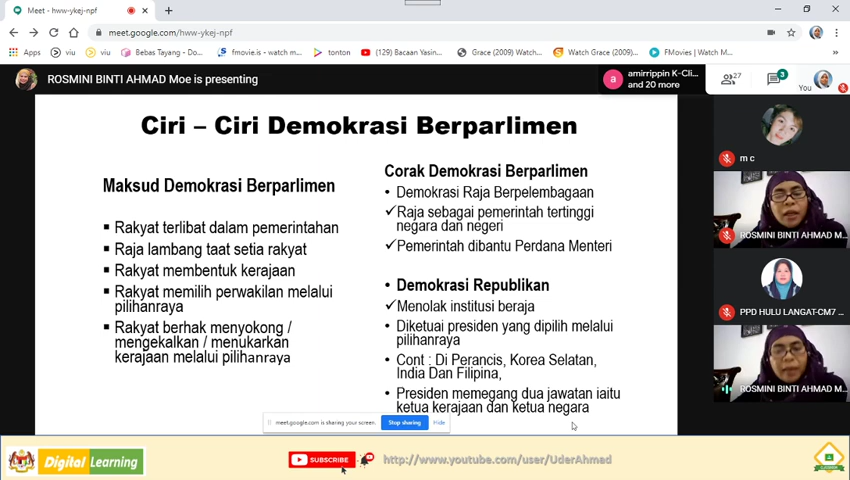 Meet - hww-ykej-npf
meet.google.com/hww-ykej-npf
Apps
viu
viu
Bebas Tayang - Do...
fmovie.is - watch m...
tonton
(129) Bacaan Yasin...
Grace (2009) Watch...
Watch Grace (2009)...
FMovies | Watch M...
ROSMINI BINTI AHMAD Moe is presenting
a
amirrippin K-Cli...
and 20 more
27
3
You
Ciri – Ciri Demokrasi Berparlimen
Maksud Demokrasi Berparlimen
Rakyat terlibat dalam pemerintahan
Raja lambang taat setia rakyat
Rakyat membentuk kerajaan
Rakyat memilih perwakilan melalui
pilihanraya
Rakyat berhak menyokong /
mengekalkan / menukarkan
kerajaan melalui pilihanraya
Corak Demokrasi Berparlimen
• Demokrasi Raja Berpelembagaan
✓Raja sebagai pemerintah tertinggi
negara dan negeri
✓Pemerintah dibantu Perdana Menteri
• Demokrasi Republikan
✓Menolak institusi beraja
• Diketuai presiden yang dipilih melalui
pilihanraya
• Cont : Di Perancis, Korea Selatan,
India Dan Filipina,
• Presiden memegang dua jawatan iaitu
ketua kerajaan dan ketua negara
m c
ROSMINI BINTI AHMAD M...
PPD HULU LANGAT-CM7 ...
ROSMINI BINTI AHMAD M...
meet.google.com is sharing your screen.
Stop sharing
Hide
Digital Learning
SUBSCRIBE
http://www.youtube.com/user/UderAhmad